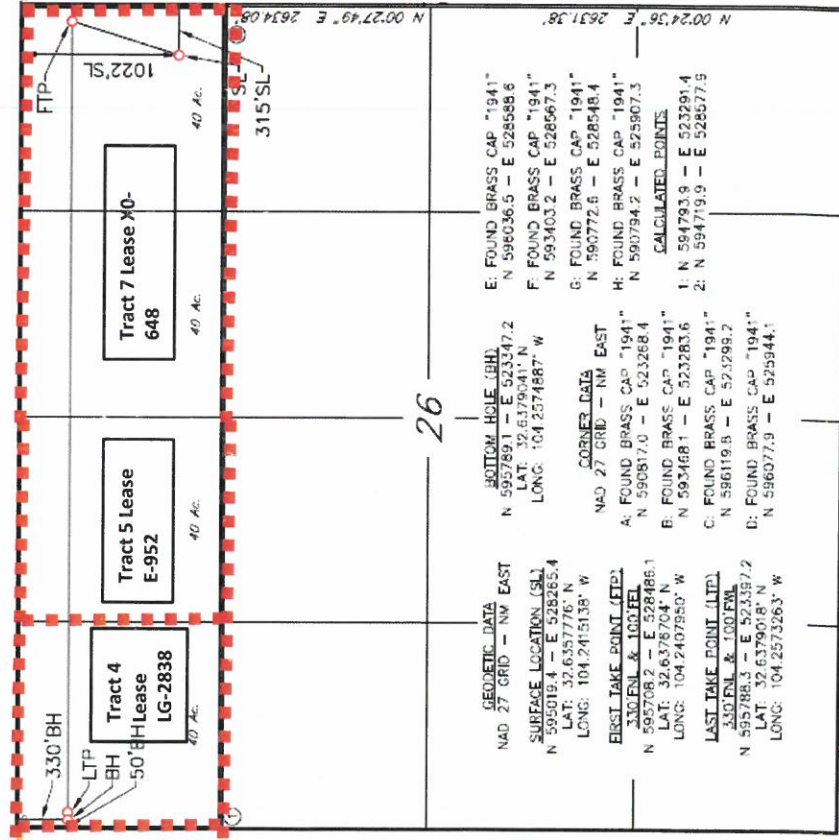 FTP
1022'SL
SL
315'SL
N 00°27'49" E 2634.08'
N 00°24'36" E 2631.38'
330'BH
LTP
BH
50'BH
Tract 4
Lease
LG-2838
40 Ac.
Tract 5 Lease
E-952
40 Ac.
Tract 7 Lease X0-
648
40 Ac.
40 Ac.
1
26
GEODETIC DATA
NAD 27 GRID - NM EAST
SURFACE LOCATION (SL)
N 595019.4 - E 528265.4
LAT: 32.6357776° N
LONG: 104.2415138° W
FIRST TAKE POINT (FTP)
330'FNL & 100'FEL
N 595708.2 - E 528486.1
LAT: 32.6376704° N
LONG: 104.2407950° W
LAST TAKE POINT (LTP)
330'FNL & 100'FWL
N 595788.3 - E 523397.2
LAT: 32.6379018° N
LONG: 104.2573263° W
BOTTOM HOLE (BH)
N 595789.1 - E 523347.2
LAT: 32.6379041° N
LONG: 104.2574887° W
CORNER DATA
NAD 27 GRID - NM EAST
A: FOUND BRASS CAP "1941"
N 590817.0 - E 523268.4
B: FOUND BRASS CAP "1941"
N 593468.1 - E 523283.6
C: FOUND BRASS CAP "1941"
N 596119.8 - E 523299.2
D: FOUND BRASS CAP "1941"
N 596077.9 - E 525944.1
E: FOUND BRASS CAP "1941"
N 596036.5 - E 528588.6
F: FOUND BRASS CAP "1941"
N 593403.2 - E 528567.3
G: FOUND BRASS CAP "1941"
N 590772.6 - E 528548.4
H: FOUND BRASS CAP "1941"
N 590794.2 - E 525907.3
CALCULATED POINTS
1: N 594793.9 - E 523291.4
2: N 594719.9 - E 528577.9